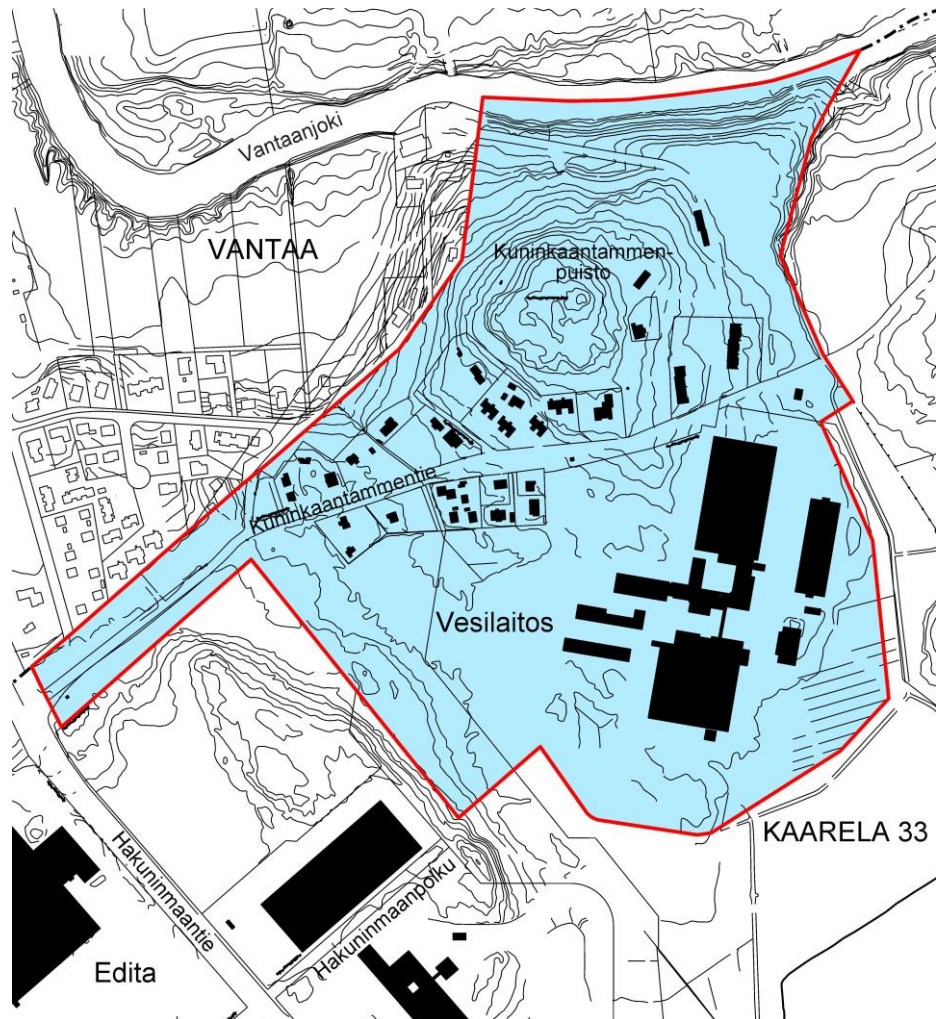 Vantaanjoki
VANTAA
Kuninkaantammen-
puisto
Kuninkaantammentie
Vesilaitos
KAARELA 33
Hakuninmaantie
Hakuninmaanpolku
Edita